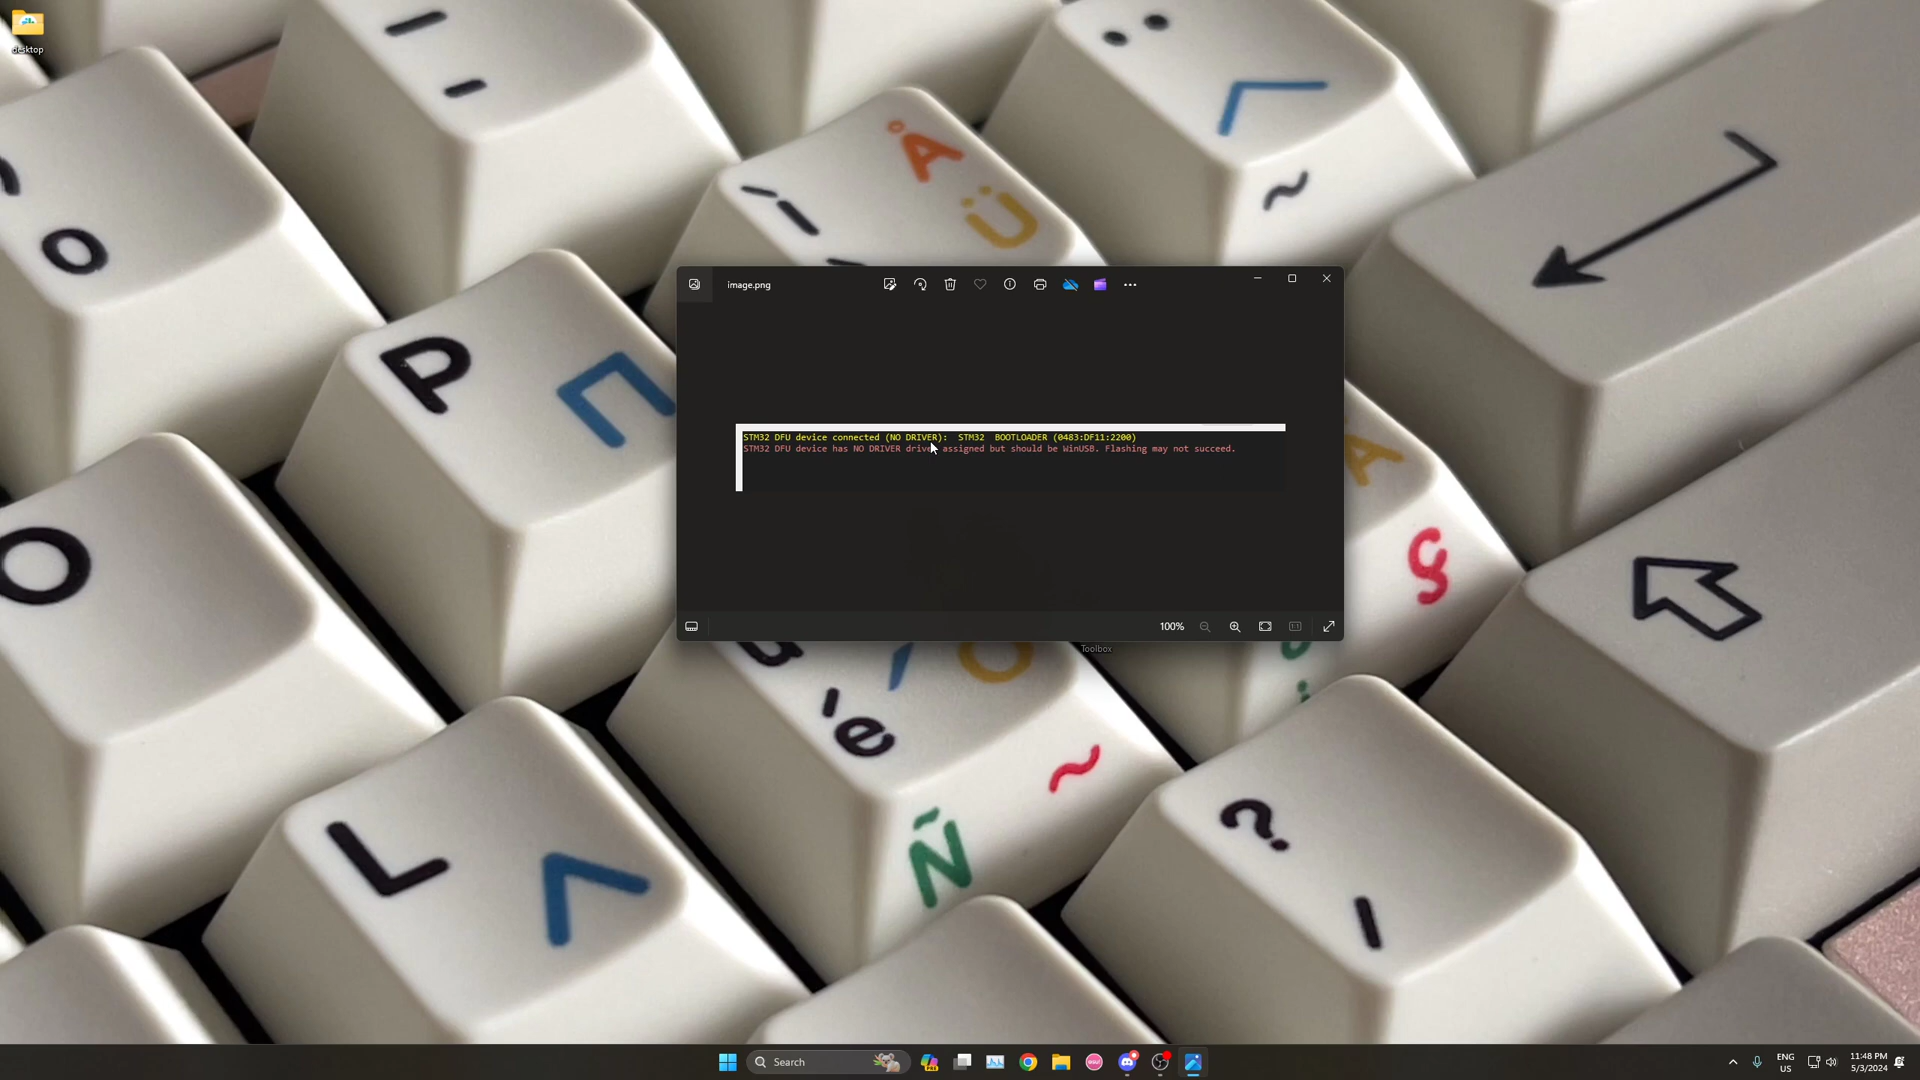 desktop
Å
Ü
~
o
P
П
image.png
STM32 DFU device connected (NO DRIVER): STM32 BOOTLOADER (0483:DF11:2200)
STM32 DFU device has NO DRIVER driver assigned but should be WinUSB. Flashing may not succeed.
O
100%
Toolbox
~
L
Ñ
?
/
Search
ENG
US
11:48 PM
5/3/2024